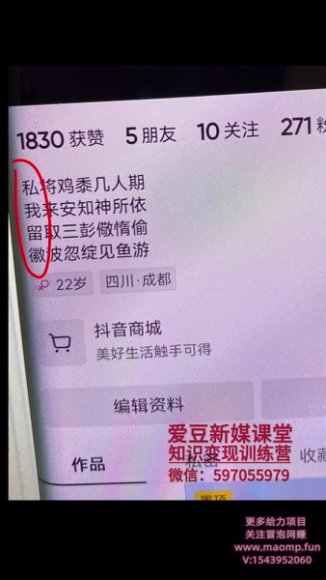 1830 获赞 5 朋友 10 关注 271
私将鸡黍几人期
我来安知神所依
留取三彭儆惰偷
徽波忽绽见鱼游
22岁 四川·成都
抖音商城
美好生活触手可得
编辑资料
爱豆新媒课堂
知识变现训练营
作品 私密 收藏
微信：597055979
置顶
更多给力项目
关注冒泡网赚
www.maomp.fun
V:1543952060